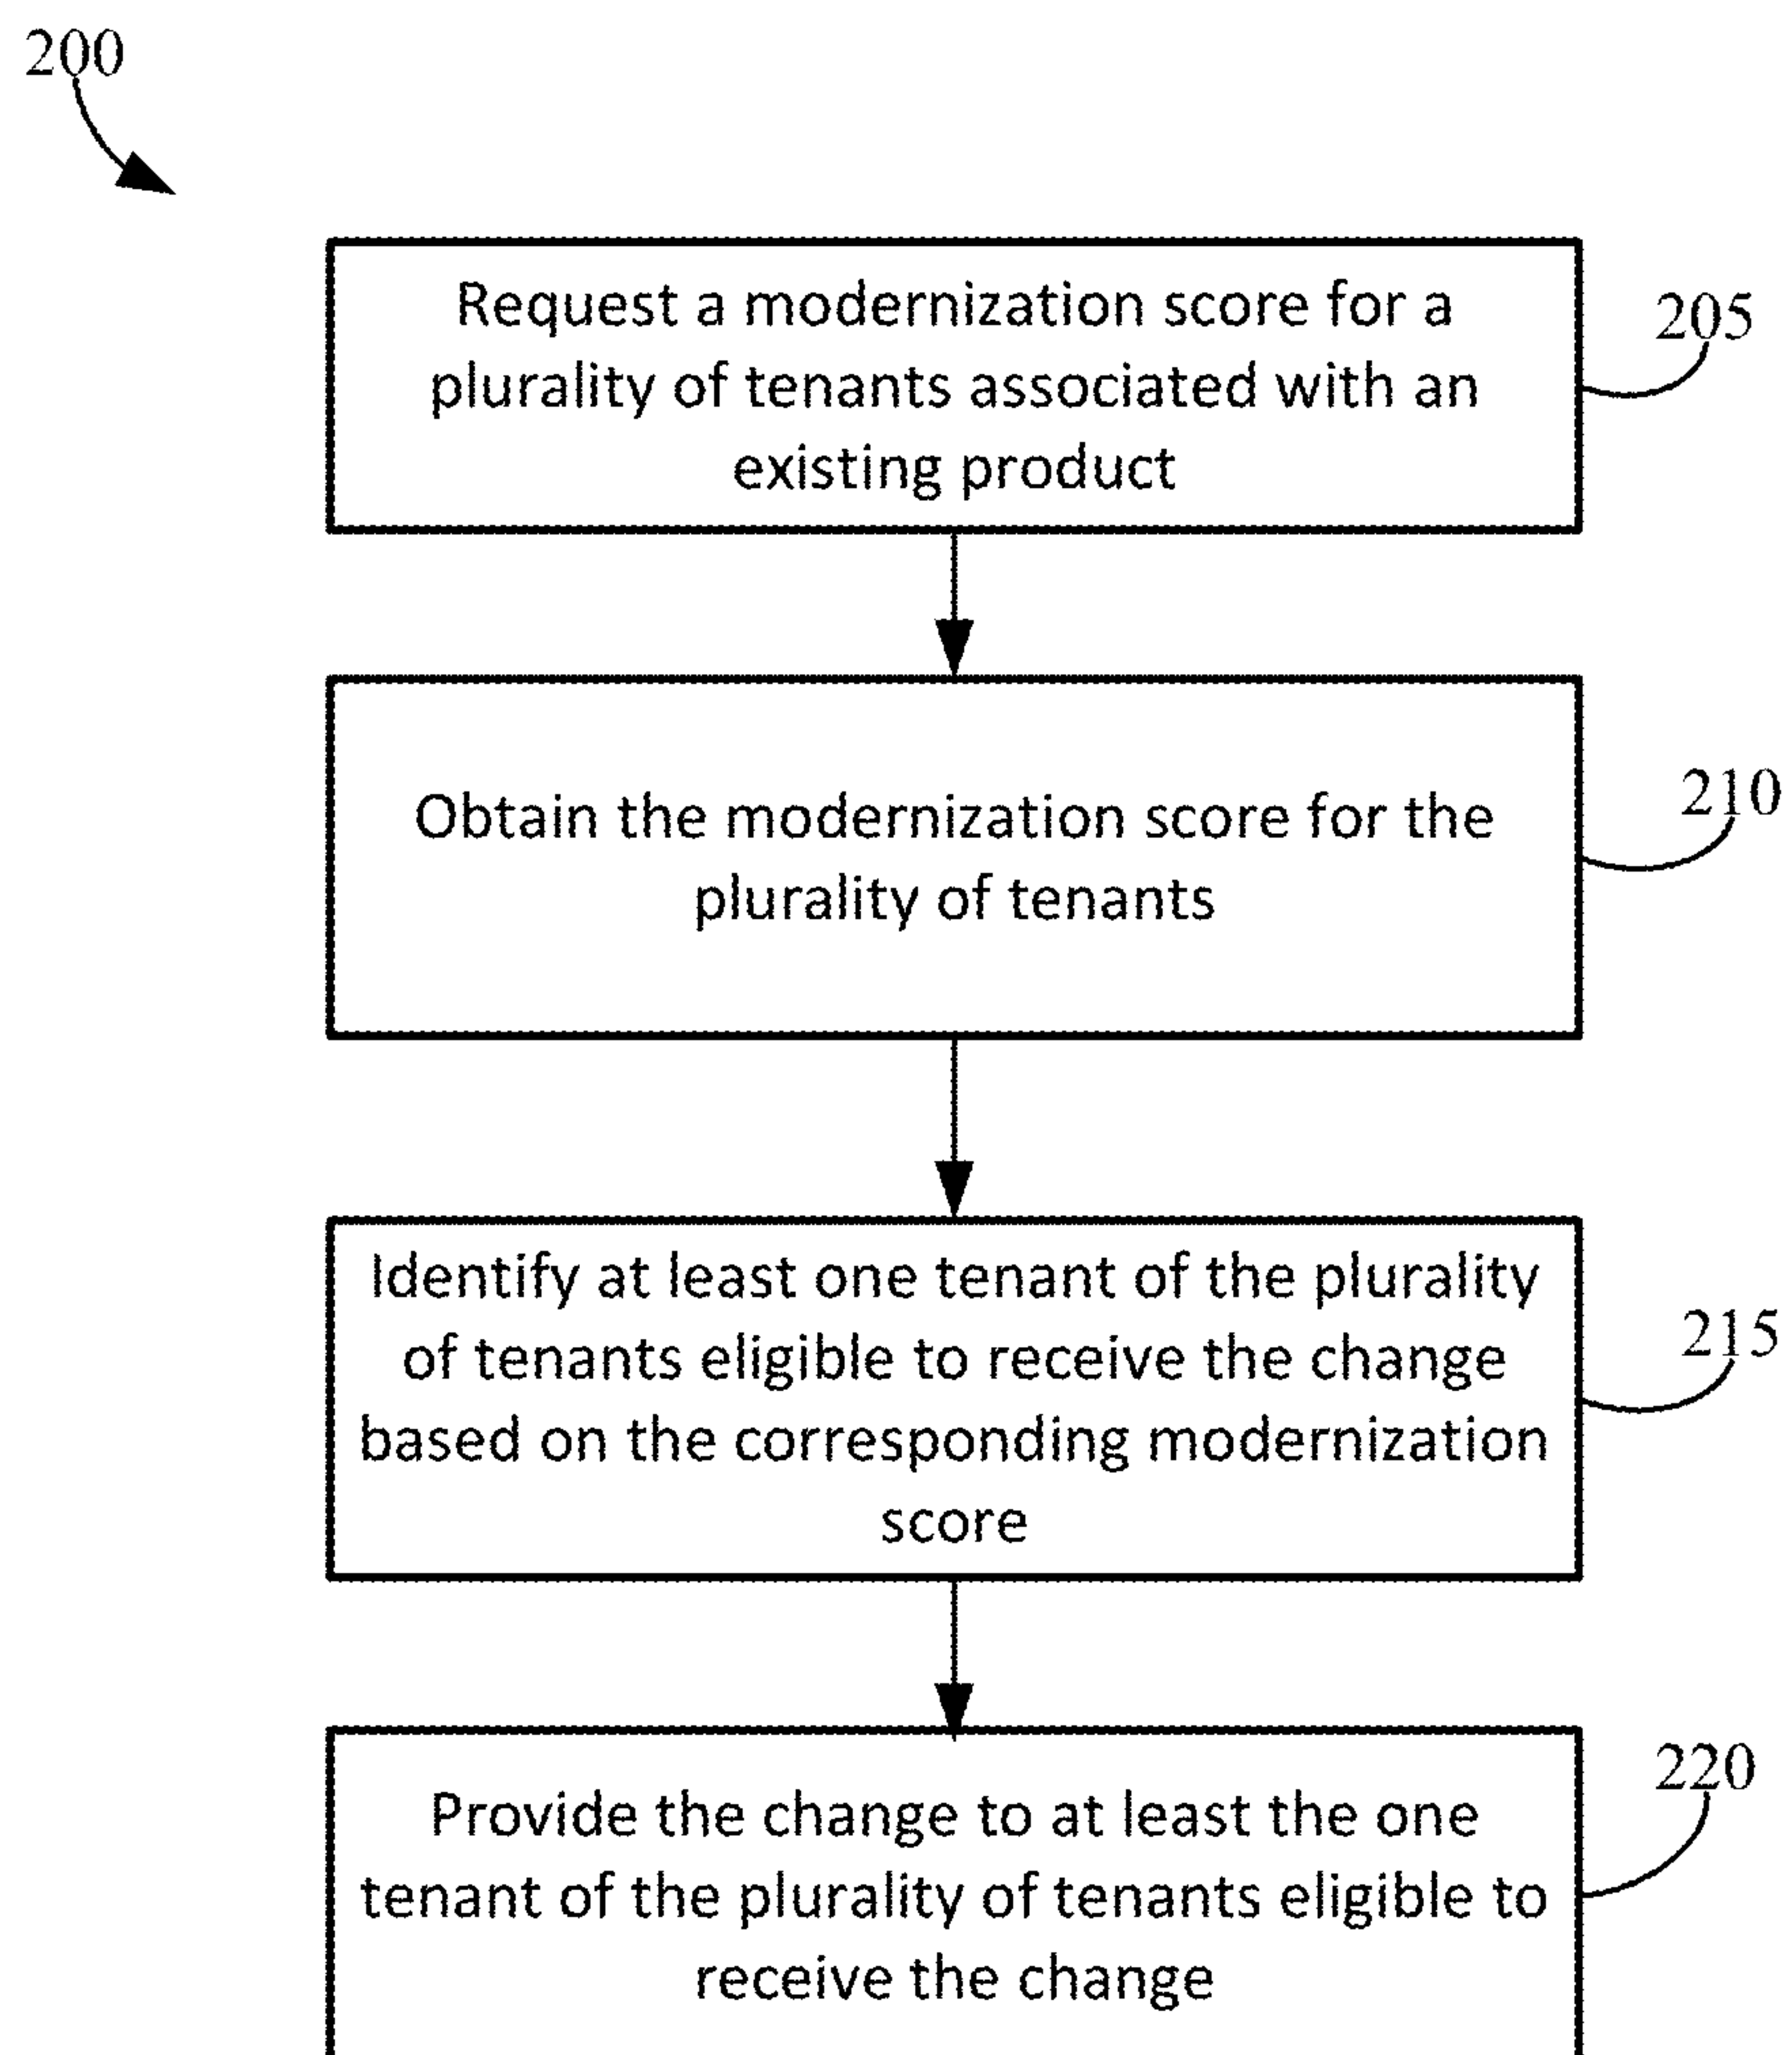 200
Request a modernization score for a
plurality of tenants associated with an
existing product
205
Obtain the modernization score for the
plurality of tenants
210
Identify at least one tenant of the plurality
of tenants eligible to receive the change
based on the corresponding modernization
score
215
Provide the change to at least the one
tenant of the plurality of tenants eligible to
receive the change
220